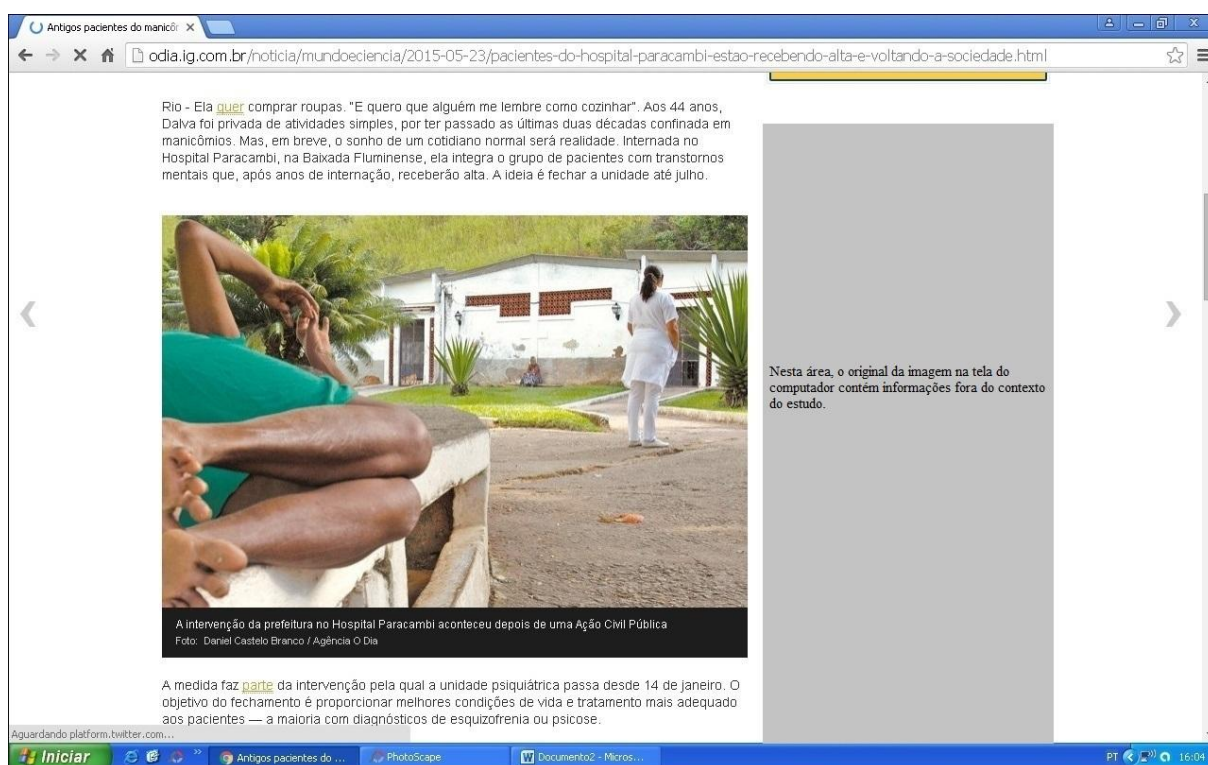 Antigos pacientes do manicôr
odia.ig.com.br/noticia/mundoeciencia/2015-05-23/pacientes-do-hospital-paracambi-estao-recebendo-alta-e-voltando-a-sociedade.html
Rio - Ela quer comprar roupas. "E quero que alguém me lembre como cozinhar". Aos 44 anos,
Dalva foi privada de atividades simples, por ter passado as últimas duas décadas confinada em
manicômios. Mas, em breve, o sonho de um cotidiano normal será realidade. Internada no
Hospital Paracambi, na Baixada Fluminense, ela integra o grupo de pacientes com transtornos
mentais que, após anos de internação, receberão alta. A ideia é fechar a unidade até julho.
Nesta área, o original da imagem na tela do
computador contém informações fora do contexto
do estudo.
A intervenção da prefeitura no Hospital Paracambi aconteceu depois de uma Ação Civil Pública
Foto: Daniel Castelo Branco / Agência O Dia
A medida faz parte da intervenção pela qual a unidade psiquiátrica passa desde 14 de janeiro. O
objetivo do fechamento é proporcionar melhores condições de vida e tratamento mais adequado
aos pacientes — a maioria com diagnósticos de esquizofrenia ou psicose.
Aguardando platform.twitter.com...
Iniciar
Antigos pacientes do ...
PhotoScape
Documento2 - Micros...
PT
16:04